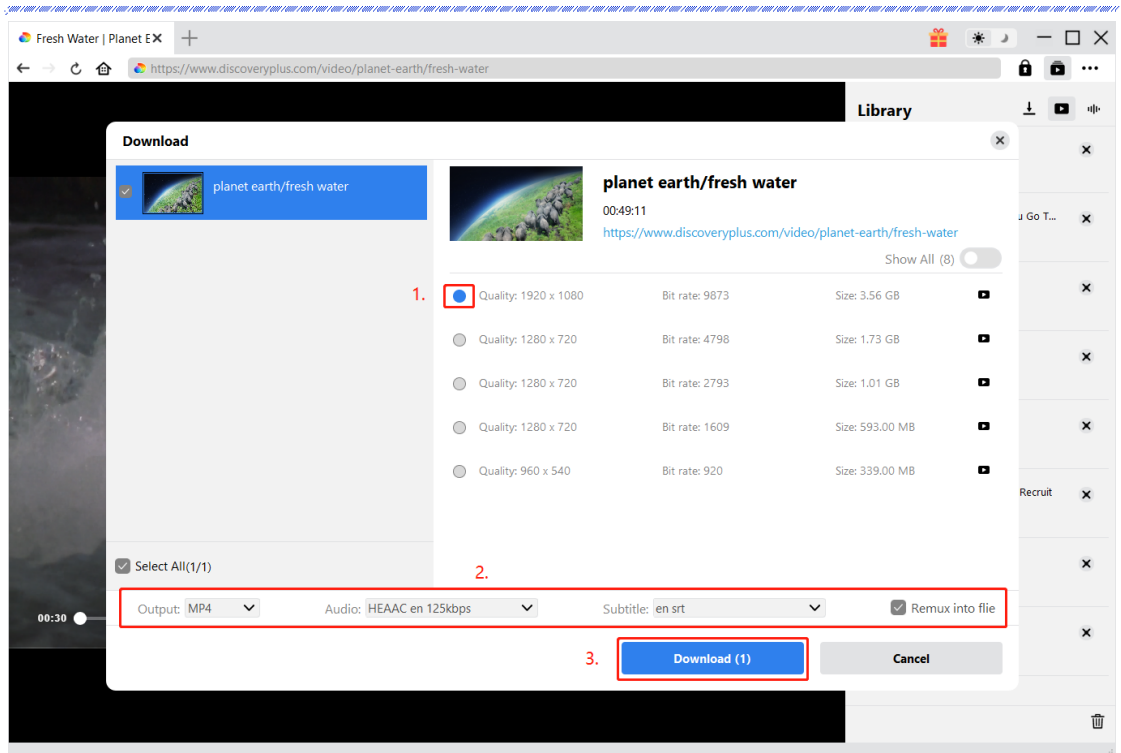 Fresh Water | Planet E
https://www.discoveryplus.com/video/planet-earth/fresh-water
Library
Download
planet earth/fresh water
planet earth/fresh water
00:49:11
https://www.discoveryplus.com/video/planet-earth/fresh-water
Show All (8)
u Go T...
1.
Quality: 1920 x 1080 Bit rate: 9873 Size: 3.56 GB
Quality: 1280 x 720 Bit rate: 4798 Size: 1.73 GB
Quality: 1280 x 720 Bit rate: 2793 Size: 1.01 GB
Quality: 1280 x 720 Bit rate: 1609 Size: 593.00 MB
Quality: 960 x 540 Bit rate: 920 Size: 339.00 MB
Recruit
Select All(1/1)
2.
Output: MP4 Audio: HEAAC en 125kbps Subtitle: en srt Remux into flie
00:30
3.
Download (1) Cancel